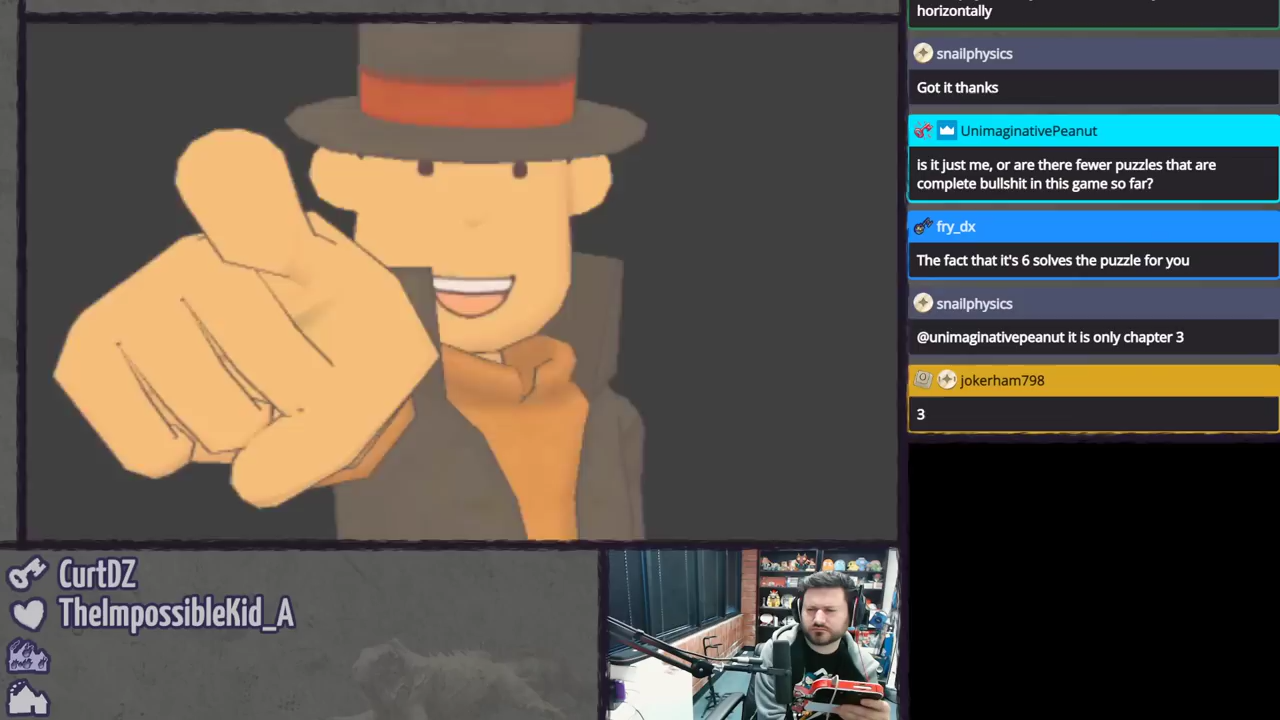 horizontally
snailphysics
Got it thanks
UnimaginativePeanut
is it just me, or are there fewer puzzles that are
complete bullshit in this game so far?
fry_dx
The fact that it's 6 solves the puzzle for you
snailphysics
@unimaginativepeanut it is only chapter 3
jokerham798
3
CurtDZ
TheImpossibleKid_A